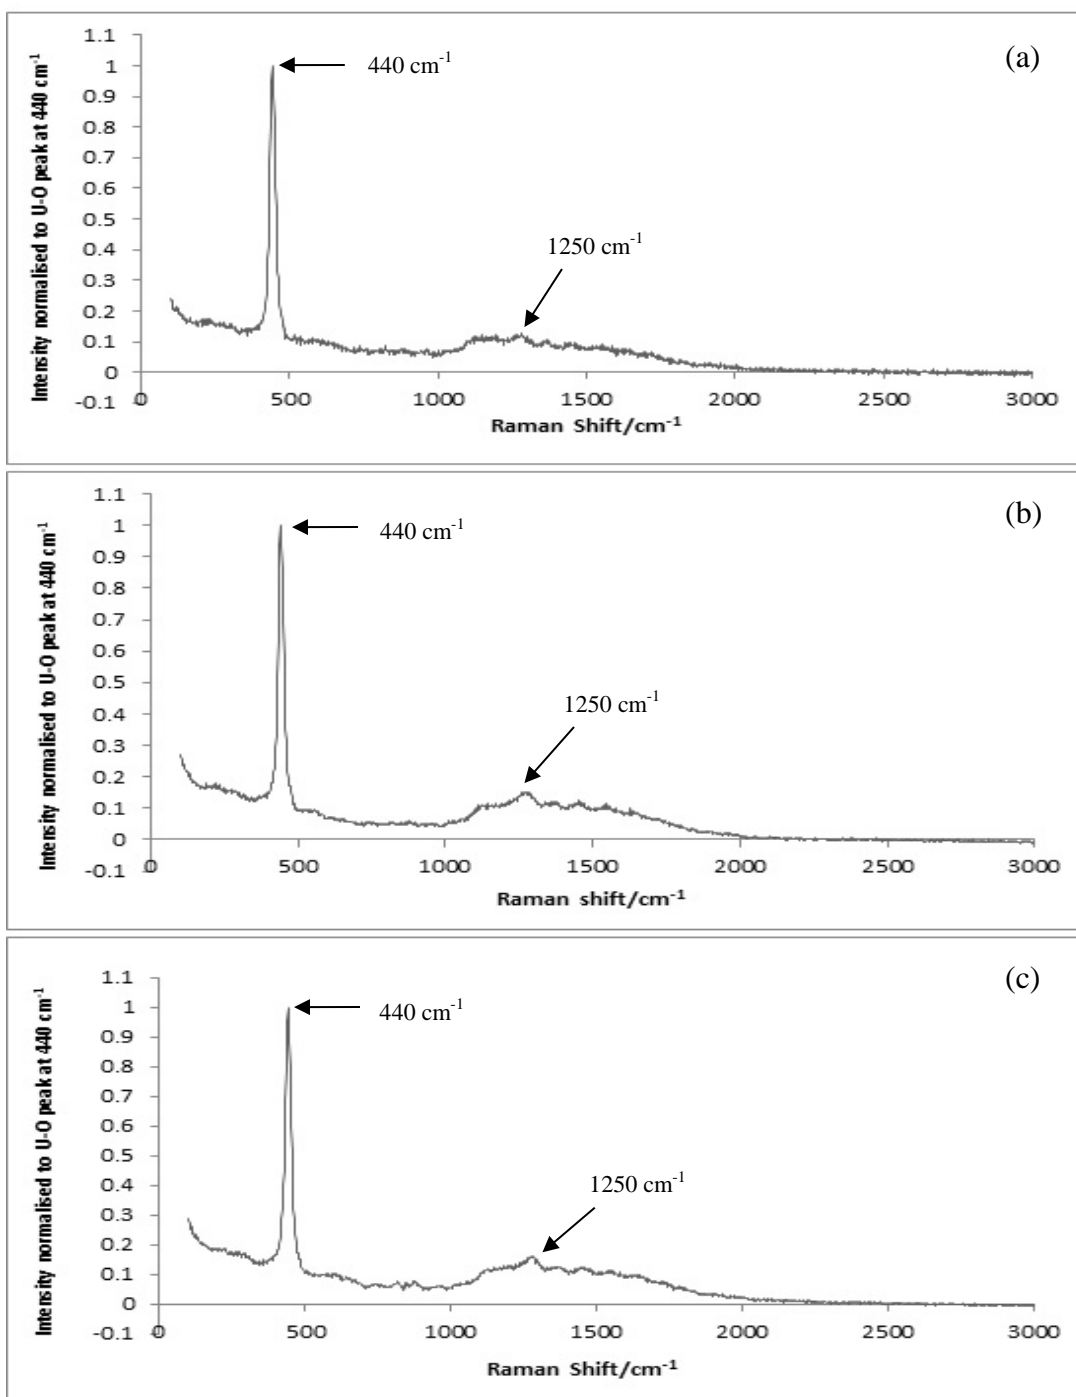 Intensity normalised to U-O peak at 440 cm⁻¹
1.1
1
0.9
0.8
0.7
0.6
0.5
0.4
0.3
0.2
0.1
0
-0.1
440 cm⁻¹
1250 cm⁻¹
(a)
0 500 1000 1500 2000 2500 3000
Raman Shift/cm⁻¹
Intensity normalised to U-O peak at 440 cm⁻¹
1.1
1
0.9
0.8
0.7
0.6
0.5
0.4
0.3
0.2
0.1
0
-0.1
440 cm⁻¹
1250 cm⁻¹
(b)
0 500 1000 1500 2000 2500 3000
Raman shift/cm⁻¹
Intensity normalised to U-O peak at 440 cm⁻¹
1.1
1
0.9
0.8
0.7
0.6
0.5
0.4
0.3
0.2
0.1
0
-0.1
440 cm⁻¹
1250 cm⁻¹
(c)
0 500 1000 1500 2000 2500 3000
Raman Shift/cm⁻¹